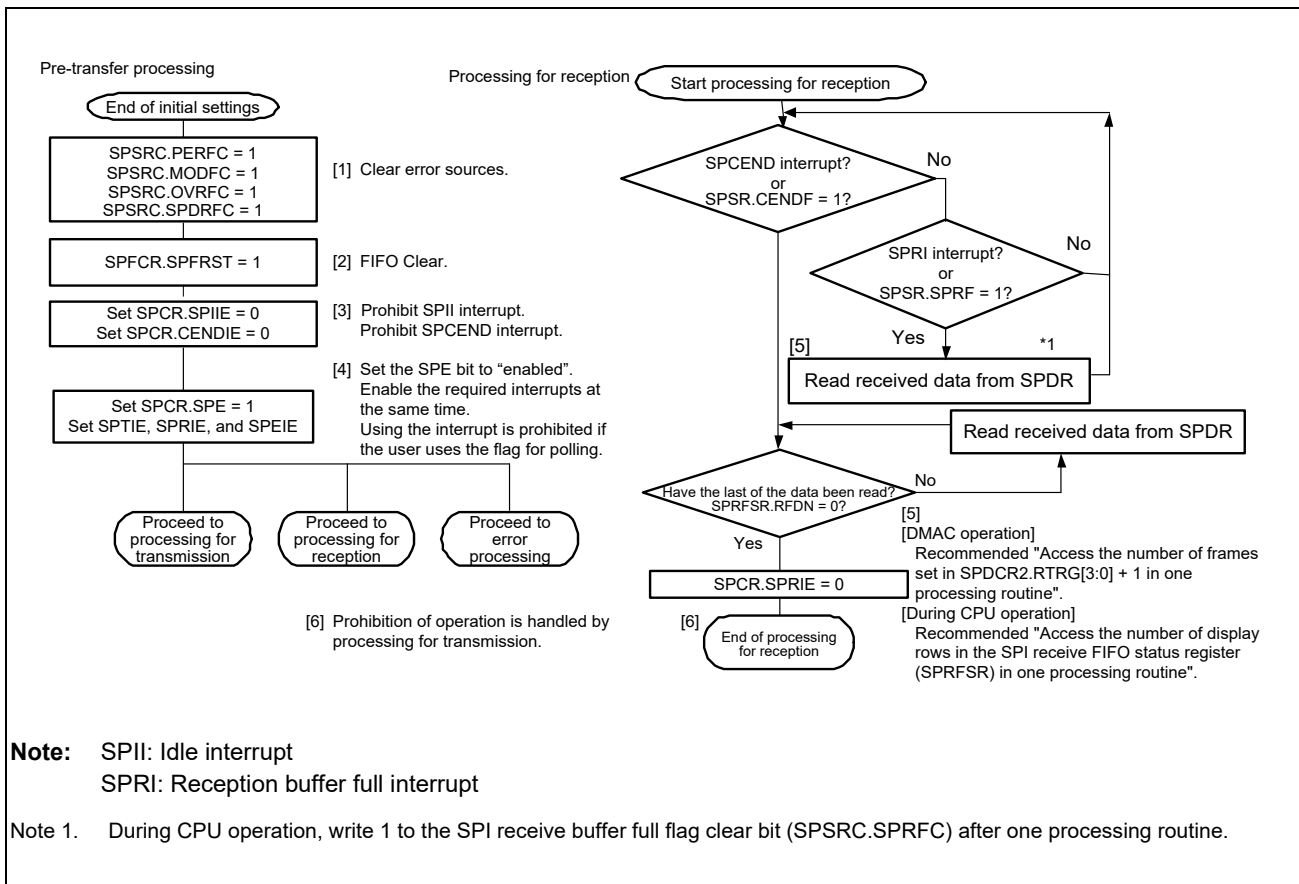 Pre-transfer processing
End of initial settings
SPSRC.PERFC = 1
SPSRC.MODFC = 1
SPSRC.OVRFC = 1
SPSRC.SPDRFC = 1
[1] Clear error sources.
SPFCR.SPFRST = 1
[2] FIFO Clear.
Set SPCR.SPIIE = 0
Set SPCR.CENDIE = 0
[3] Prohibit SPII interrupt.
Prohibit SPCEND interrupt.
[4] Set the SPE bit to “enabled”.
Enable the required interrupts at
the same time.
Using the interrupt is prohibited if
the user uses the flag for polling.
Set SPCR.SPE = 1
Set SPTIE, SPRIE, and SPEIE
Proceed to
processing for
transmission
Proceed to
processing for
reception
Proceed to
error
processing
[6] Prohibition of operation is handled by
processing for transmission.
Processing for reception
Start processing for reception
SPCEND interrupt?
or
SPSR.CENDF = 1?
No
SPRI interrupt?
or
SPSR.SPRF = 1?
No
Yes
[5]
*1
Read received data from SPDR
Read received data from SPDR
Have the last of the data been read?
SPRFSR.RFDN = 0?
No
Yes
SPCR.SPRIE = 0
[6]
End of processing
for reception
[5]
[DMAC operation]
Recommended "Access the number of frames
set in SPDCR2.RTRG[3:0] + 1 in one
processing routine".
[During CPU operation]
Recommended "Access the number of display
rows in the SPI receive FIFO status register
(SPRFSR) in one processing routine".
Note: SPII: Idle interrupt
SPRI: Reception buffer full interrupt
Note 1. During CPU operation, write 1 to the SPI receive buffer full flag clear bit (SPSRC.SPRFC) after one processing routine.